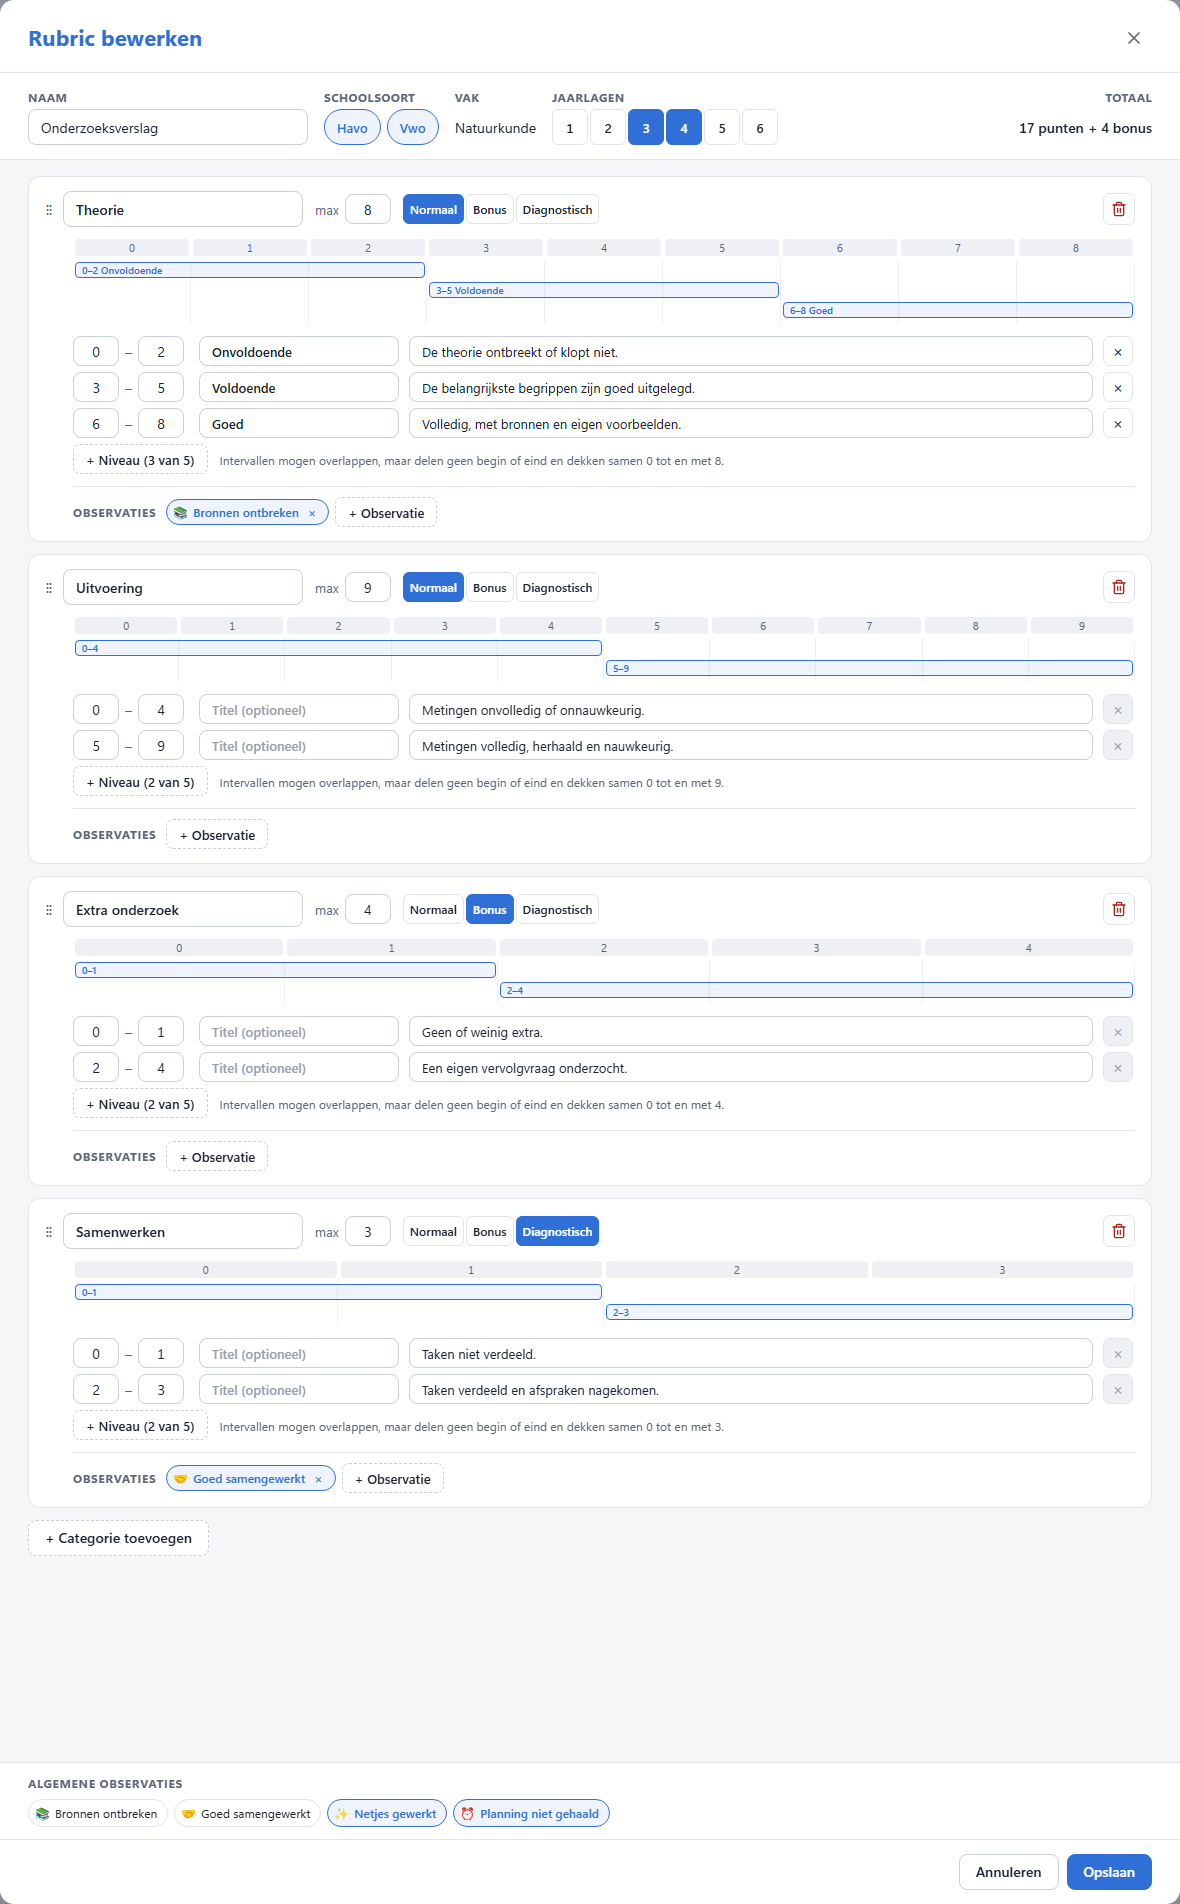 Rubric bewerken
NAAM SCHOOLSOORT VAK JAARLAGEN TOTAAL
Onderzoeksverslag Havo Vwo Natuurkunde 1 2 3 4 5 6 17 punten + 4 bonus
Theorie max 8 Normaal Bonus Diagnostisch
0 1 2 3 4 5 6 7 8
0–2 Onvoldoende
3–5 Voldoende
6–8 Goed
0 – 2 Onvoldoende De theorie ontbreekt of klopt niet. ×
3 – 5 Voldoende De belangrijkste begrippen zijn goed uitgelegd. ×
6 – 8 Goed Volledig, met bronnen en eigen voorbeelden. ×
+ Niveau (3 van 5) Intervallen mogen overlappen, maar delen geen begin of eind en dekken samen 0 tot en met 8.
OBSERVATIES 📚 Bronnen ontbreken × + Observatie
Uitvoering max 9 Normaal Bonus Diagnostisch
0 1 2 3 4 5 6 7 8 9
0–4
5–9
0 – 4 Titel (optioneel) Metingen onvolledig of onnauwkeurig. ×
5 – 9 Titel (optioneel) Metingen volledig, herhaald en nauwkeurig. ×
+ Niveau (2 van 5) Intervallen mogen overlappen, maar delen geen begin of eind en dekken samen 0 tot en met 9.
OBSERVATIES + Observatie
Extra onderzoek max 4 Normaal Bonus Diagnostisch
0 1 2 3 4
0–1
2–4
0 – 1 Titel (optioneel) Geen of weinig extra. ×
2 – 4 Titel (optioneel) Een eigen vervolgvraag onderzocht. ×
+ Niveau (2 van 5) Intervallen mogen overlappen, maar delen geen begin of eind en dekken samen 0 tot en met 4.
OBSERVATIES + Observatie
Samenwerken max 3 Normaal Bonus Diagnostisch
0 1 2 3
0–1
2–3
0 – 1 Titel (optioneel) Taken niet verdeeld. ×
2 – 3 Titel (optioneel) Taken verdeeld en afspraken nagekomen. ×
+ Niveau (2 van 5) Intervallen mogen overlappen, maar delen geen begin of eind en dekken samen 0 tot en met 3.
OBSERVATIES 🤝 Goed samengewerkt × + Observatie
+ Categorie toevoegen
ALGEMENE OBSERVATIES
📚 Bronnen ontbreken 🤝 Goed samengewerkt ✨ Netjes gewerkt ⏰ Planning niet gehaald
Annuleren Opslaan